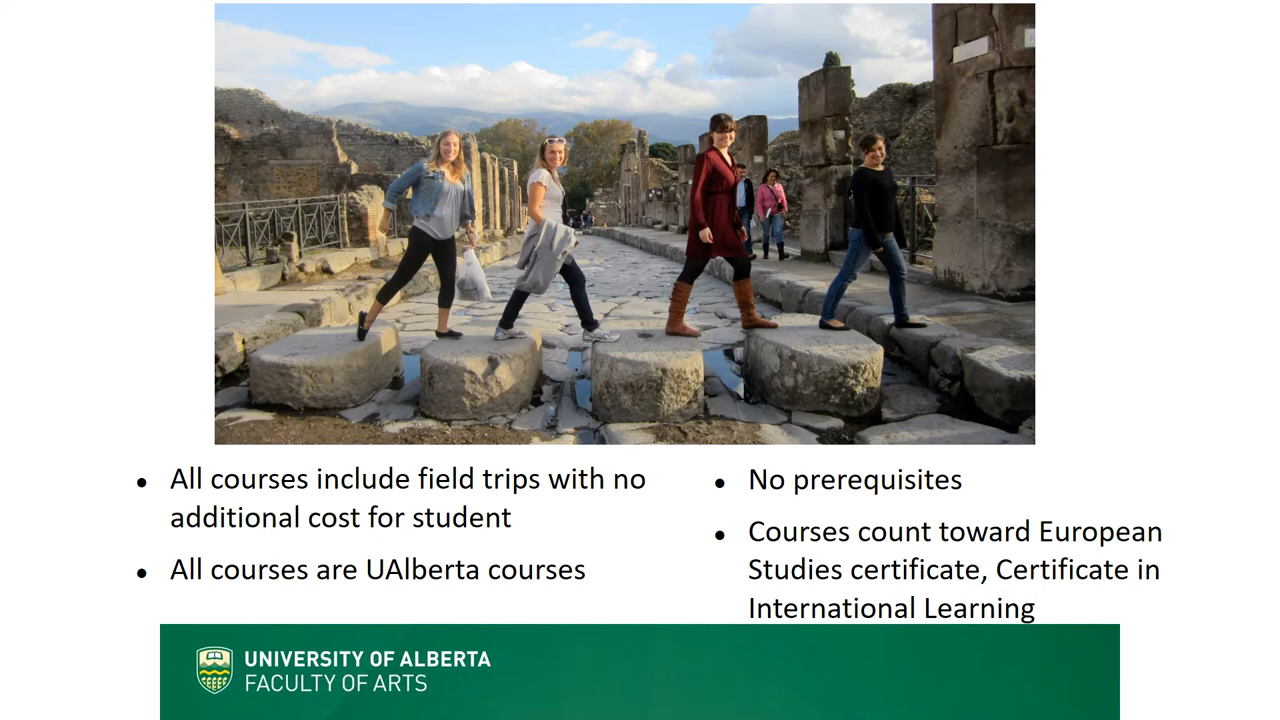 All courses include field trips with no
additional cost for student
All courses are UAlberta courses
No prerequisites
Courses count toward European
Studies certificate, Certificate in
International Learning
UNIVERSITY OF ALBERTA
FACULTY OF ARTS